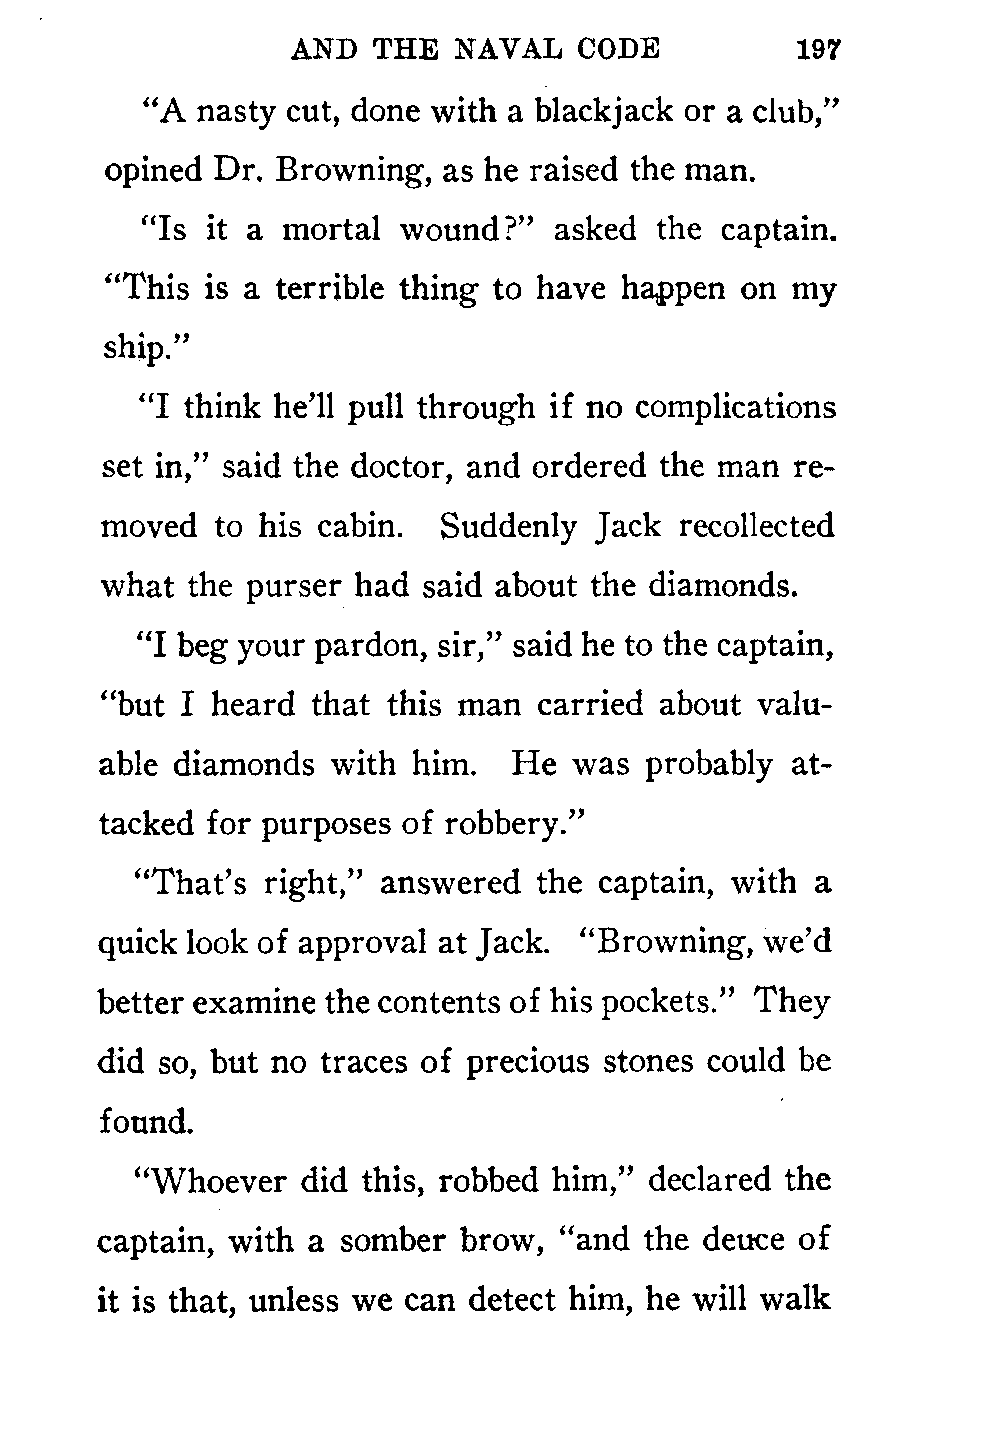 AND THE NAVAL CODE 197
“A nasty cut, done with a blackjack or a club,”
opined Dr. Browning, as he raised the man.
“Is it a mortal wound?” asked the captain.
“This is a terrible thing to have happen on my
ship.”
“I think he’ll pull through if no complications
set in,” said the doctor, and ordered the man re-
moved to his cabin. Suddenly Jack recollected
what the purser had said about the diamonds.
“I beg your pardon, sir,” said he to the captain,
“but I heard that this man carried about valu-
able diamonds with him. He was probably at-
tacked for purposes of robbery.”
“That’s right,” answered the captain, with a
quick look of approval at Jack. “Browning, we’d
better examine the contents of his pockets.” They
did so, but no traces of precious stones could be
found.
“Whoever did this, robbed him,” declared the
captain, with a somber brow, “and the deuce of
it is that, unless we can detect him, he will walk